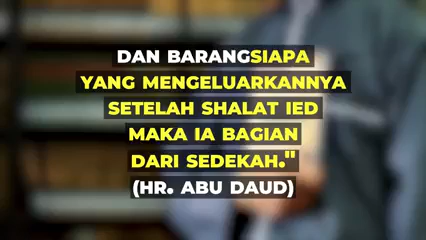 DAN BARANGSIAPA
YANG MENGELUARKANNYA
SETELAH SHALAT IED
MAKA IA BAGIAN
DARI SEDEKAH."
(HR. ABU DAUD)